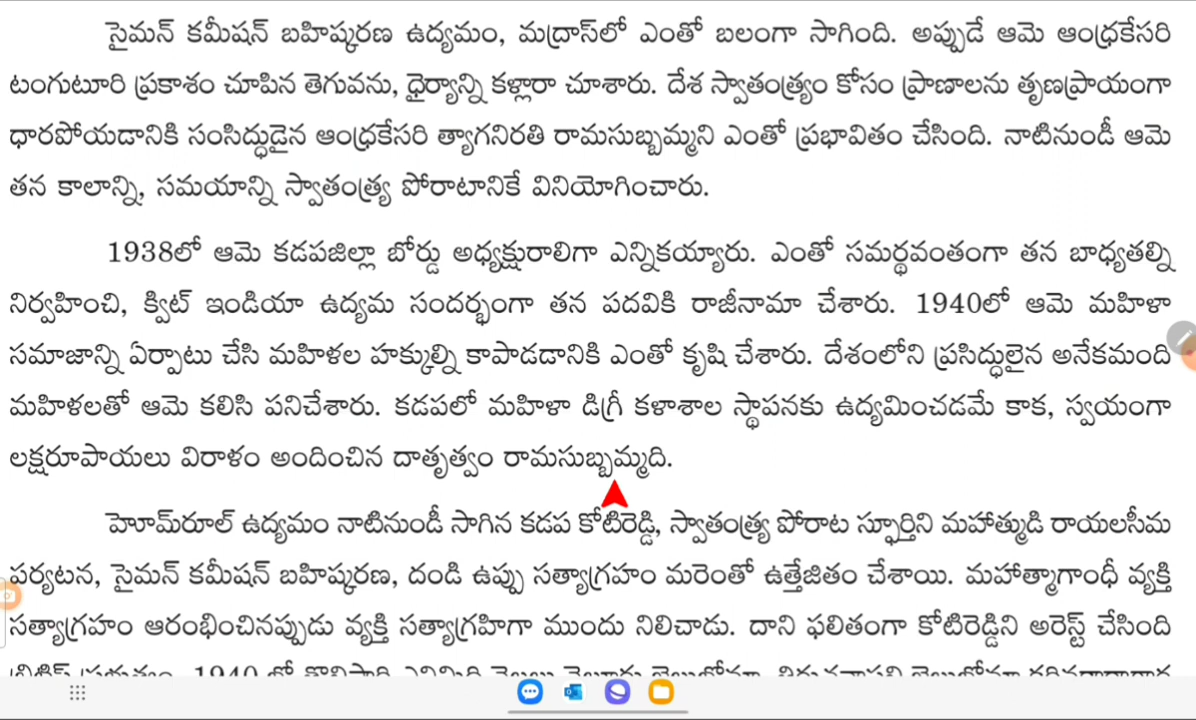 సైమన్ కమీషన్ బహిష్కరణ ఉద్యమం, మద్రాస్‌లో ఎంతో బలంగా సాగింది. అప్పుడే ఆమె ఆంధ్రకేసరి
టంగుటూరి ప్రకాశం చూపిన తెగువను, ధైర్యాన్ని కళ్లారా చూశారు. దేశ స్వాతంత్ర్యం కోసం ప్రాణాలను తృణప్రాయంగా
ధారపోయడానికి సంసిద్ధుడైన ఆంధ్రకేసరి త్యాగనిరతి రామసుబ్బమ్మని ఎంతో ప్రభావితం చేసింది. నాటినుండీ ఆమె
తన కాలాన్ని, సమయాన్ని స్వాతంత్ర్య పోరాటానికే వినియోగించారు.
1938లో ఆమె కడపజిల్లా బోర్డు అధ్యక్షురాలిగా ఎన్నికయ్యారు. ఎంతో సమర్థవంతంగా తన బాధ్యతల్ని
నిర్వహించి, క్విట్ ఇండియా ఉద్యమ సందర్భంగా తన పదవికి రాజీనామా చేశారు. 1940లో ఆమె మహిళా
సమాజాన్ని ఏర్పాటు చేసి మహిళల హక్కుల్ని కాపాడడానికి ఎంతో కృషి చేశారు. దేశంలోని ప్రసిద్ధులైన అనేకమంది
మహిళలతో ఆమె కలిసి పనిచేశారు. కడపలో మహిళా డిగ్రీ కళాశాల స్థాపనకు ఉద్యమించడమే కాక, స్వయంగా
లక్షరూపాయలు విరాళం అందించిన దాతృత్వం రామసుబ్బమ్మది.
హెూమ్‌రూల్ ఉద్యమం నాటినుండీ సాగిన కడప కోటిరెడ్డి, స్వాతంత్ర్య పోరాట స్ఫూర్తిని మహాత్ముడి రాయలసీమ
పర్యటన, సైమన్ కమీషన్ బహిష్కరణ, దండి ఉప్పు సత్యాగ్రహం మరెంతో ఉత్తేజితం చేశాయి. మహాత్మాగాంధీ వ్యక్తి
సత్యాగ్రహం ఆరంభించినప్పుడు వ్యక్తి సత్యాగ్రహిగా ముందు నిలిచాడు. దాని ఫలితంగా కోటిరెడ్డిని అరెస్ట్ చేసింది